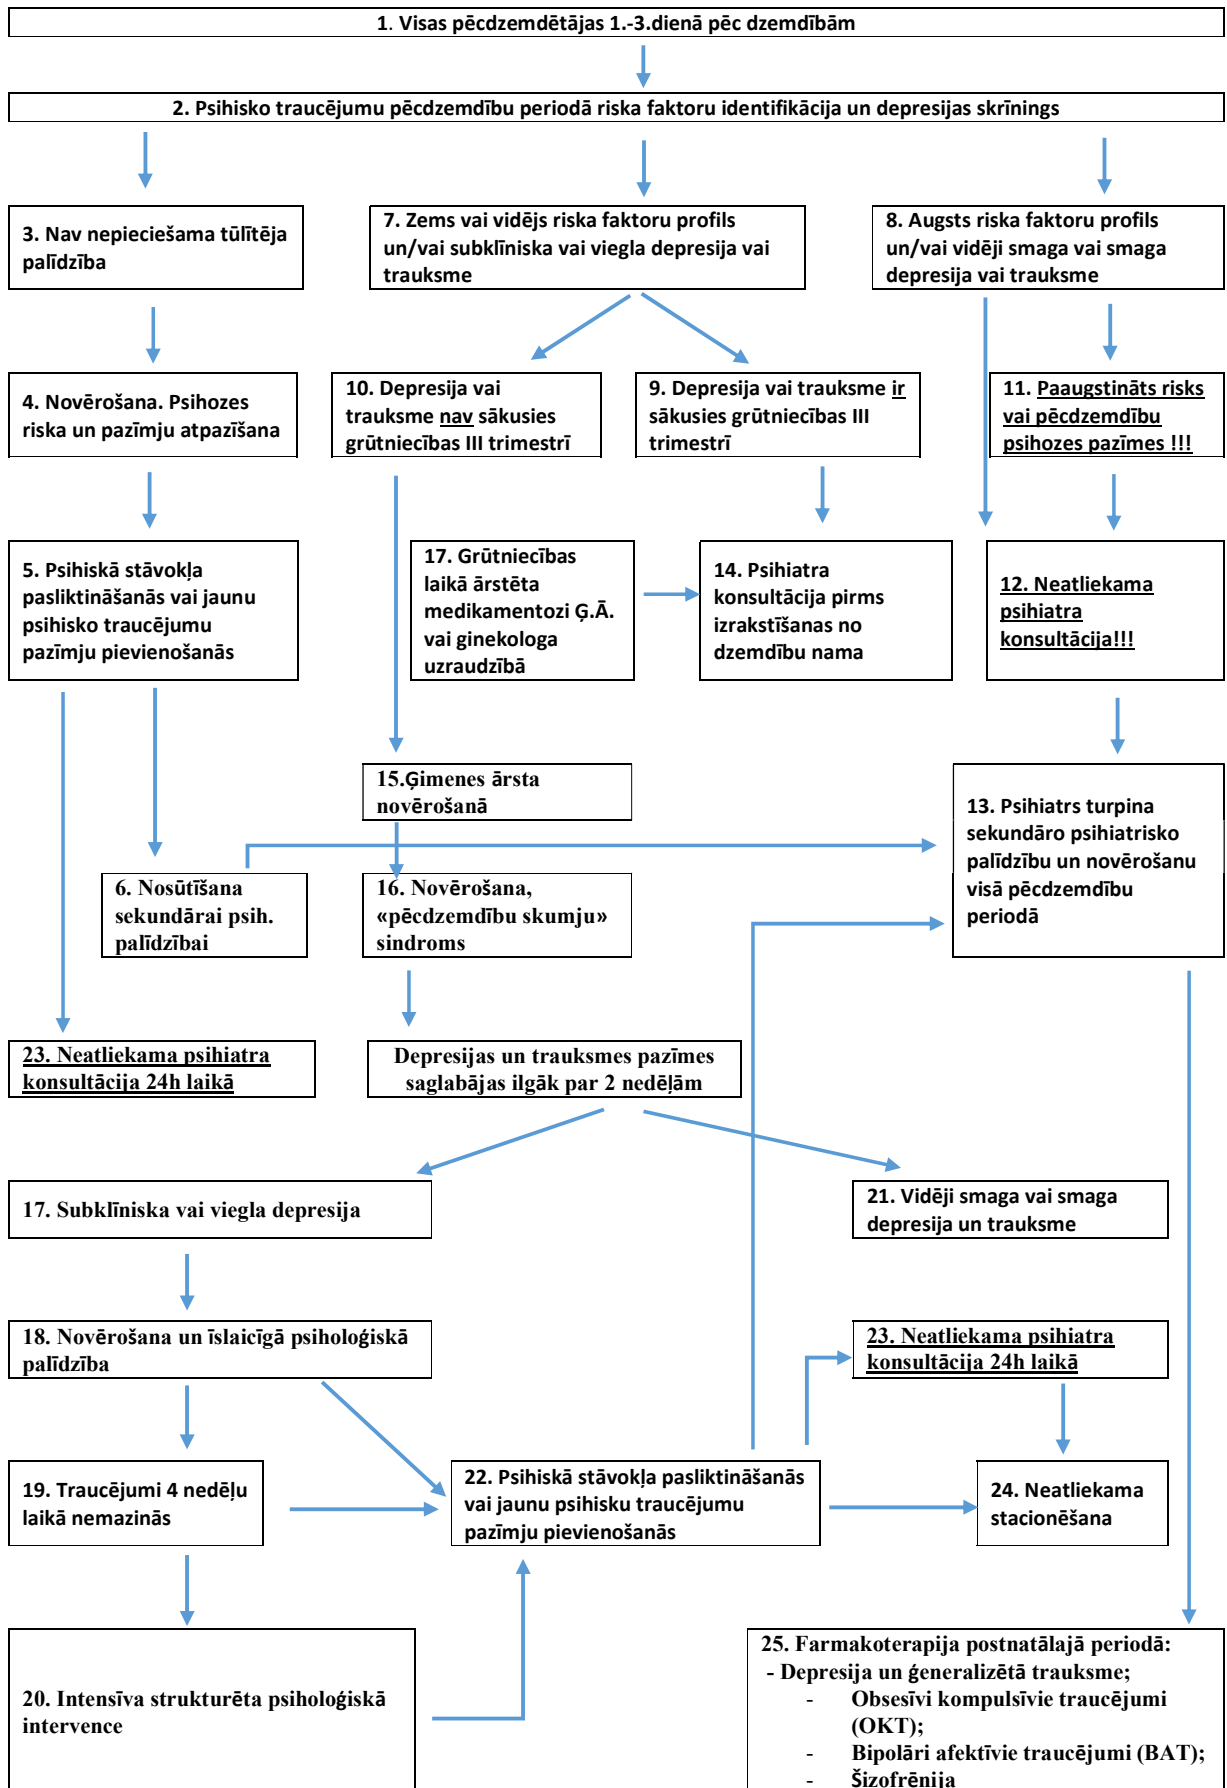 1. Visas pēcdzemdētājas 1.-3.dienā pēc dzemdībām
2. Psihisko traucējumu pēcdzemdību periodā riska faktoru identifikācija un depresijas skrīnings
3. Nav nepieciešama tūlītēja
palīdzība
7. Zems vai vidējs riska faktoru profils
un/vai subklīniska vai viegla depresija vai
trauksme
8. Augsts riska faktoru profils
un/vai vidēji smaga vai smaga
depresija vai trauksme
4. Novērošana. Psihozes
riska un pazīmju atpazīšana
10. Depresija vai
trauksme nav sākusies
grūtniecības III trimestrī
9. Depresija vai trauksme ir
sākusies grūtniecības III
trimestrī
11. Paaugstināts risks
vai pēcdzemdību
psihozes pazīmes !!!
5. Psihiskā stāvokļa
pasliktināšanās vai jaunu
psihisko traucējumu
pazīmju pievienošanās
17. Grūtniecības
laikā ārstēta
medikamentozi Ģ.Ā.
vai ginekologa
uzraudzībā
14. Psihiatra
konsultācija pirms
izrakstīšanas no
dzemdību nama
12. Neatliekama
psihiatra
konsultācija!!!
15.Ģimenes ārsta
novērošanā
13. Psihiatrs turpina
sekundāro psihiatrisko
palīdzību un novērošanu
visā pēcdzemdību
periodā
6. Nosūtīšana
sekundārai psih.
palīdzībai
16. Novērošana,
«pēcdzemdību skumju»
sindroms
23. Neatliekama psihiatra
konsultācija 24h laikā
Depresijas un trauksmes pazīmes
saglabājas ilgāk par 2 nedēļām
17. Subklīniska vai viegla depresija
21. Vidēji smaga vai smaga
depresija un trauksme
18. Novērošana un īslaicīgā psiholoģiskā
palīdzība
23. Neatliekama psihiatra
konsultācija 24h laikā
19. Traucējumi 4 nedēļu
laikā nemazinās
22. Psihiskā stāvokļa pasliktināšanās
vai jaunu psihisku traucējumu
pazīmju pievienošanās
24. Neatliekama
stacionēšana
20. Intensīva strukturēta psiholoģiskā
intervence
25. Farmakoterapija postnatālajā periodā:
- Depresija un ģeneralizētā trauksme;
- Obsesīvi kompulsīvie traucējumi
(OKT);
- Bipolāri afektīvie traucējumi (BAT);
- Šizofrēnija